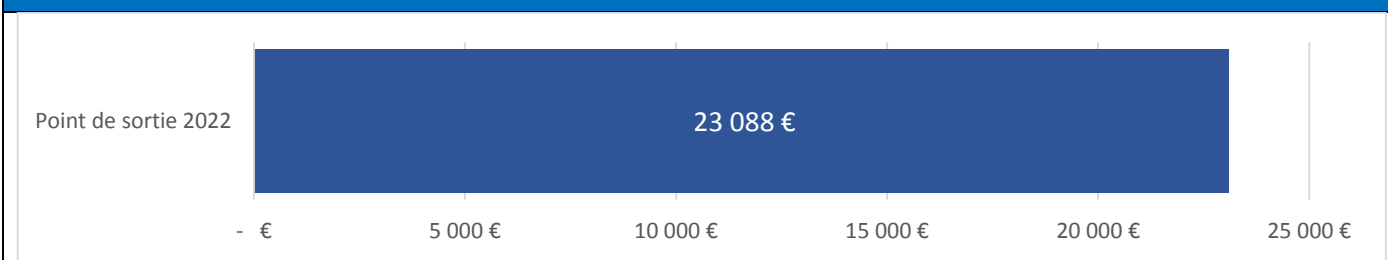 Point de sortie 2022
23 088 €
- € 5 000 € 10 000 € 15 000 € 20 000 € 25 000 €